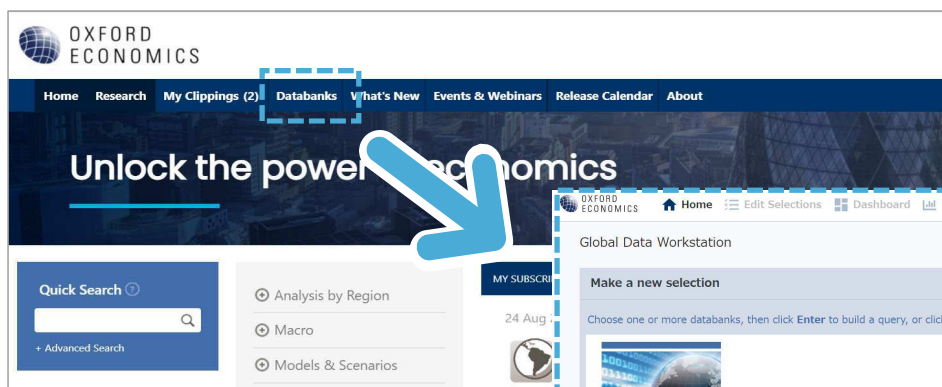 OXFORD
ECONOMICS
Home Research My Clippings (2) Databanks What's New Events & Webinars Release Calendar About
Unlock the power economics
OXFORD
ECONOMICS
Home Edit Selections Dashboard
Global Data Workstation
Quick Search
+ Advanced Search
Analysis by Region
Macro
Models & Scenarios
MY SUBSCRI
24 Aug
Make a new selection
Choose one or more databanks, then click Enter to build a query, or clic